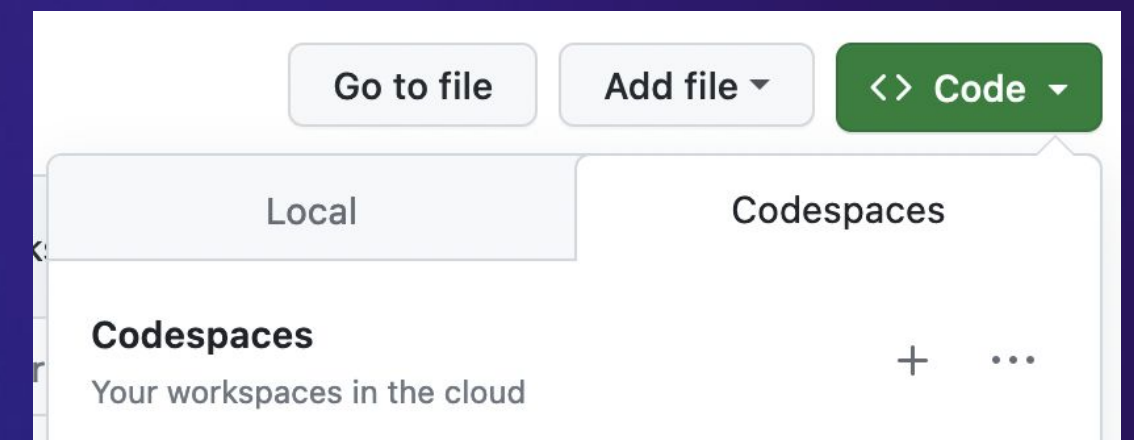 Go to file Add file <> Code
Local Codespaces
Codespaces
Your workspaces in the cloud